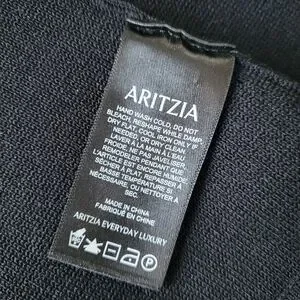 ARITZIA
HAND WASH COLD, DO NOT
BLEACH, RESHAPE WHILE DAMP,
DRY FLAT, COOL IRON ONLY IF
NEEDED, OR DRY CLEAN.
LAVER À LA MAIN À L'EAU
FROIDE, NE PAS JAVELLISER
REMODELER PENDANT QUE
L'ARTICLE EST ENCORE HUMIDE
SÉCHER À PLAT, REPASSER À
BASSE TEMPÉRATURE SI
NÉCESSAIRE, OU NETTOYER À
SEC.
MADE IN CHINA
FABRIQUÉ EN CHINE
ARITZIA EVERYDAY LUXURY